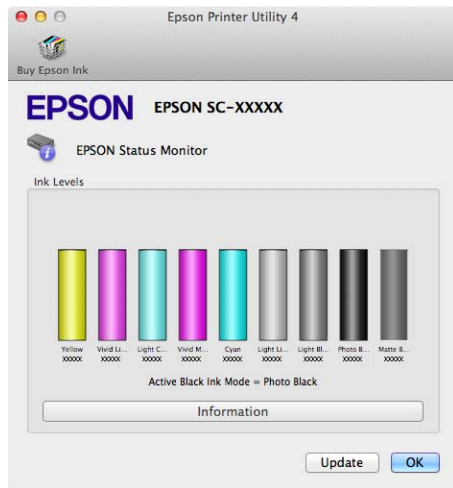 Epson Printer Utility 4
Buy Epson Ink
EPSON EPSON SC-XXXXX
EPSON Status Monitor
Ink Levels
Yellow Vivid Li... Light C... Vivid M... Cyan Light Li... Light Bl... Photo B... Matte B...
XXXXX XXXXX XXXXX XXXXX XXXXX XXXXX XXXXX XXXXX XXXXX
Active Black Ink Mode = Photo Black
Information
Update OK